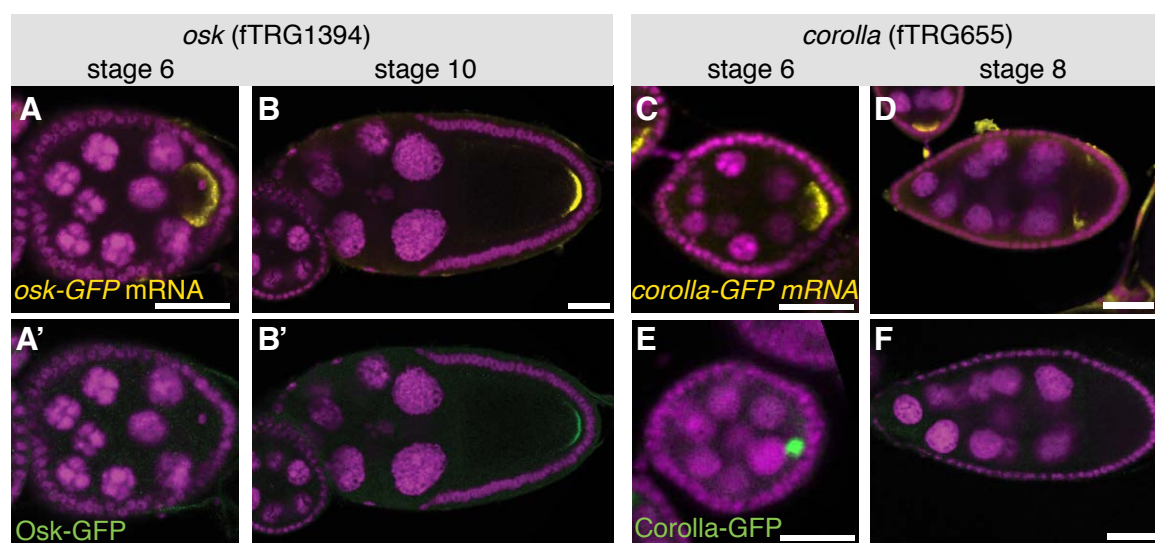 osk (fTRG1394)
stage 6 stage 10
corolla (fTRG655)
stage 6 stage 8
A B C D
osk-GFP mRNA
corolla-GFP mRNA
A’ B’ E F
Osk-GFP
Corolla-GFP